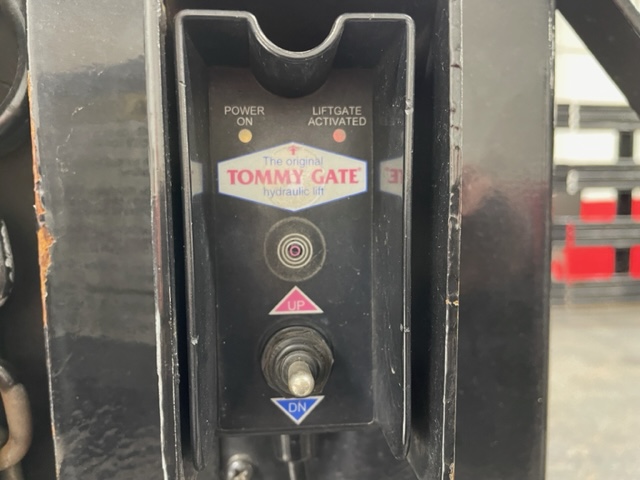 POWER
ON
LIFTGATE
ACTIVATED
The original
TOMMY GATE®
hydraulic lift
UP
DN